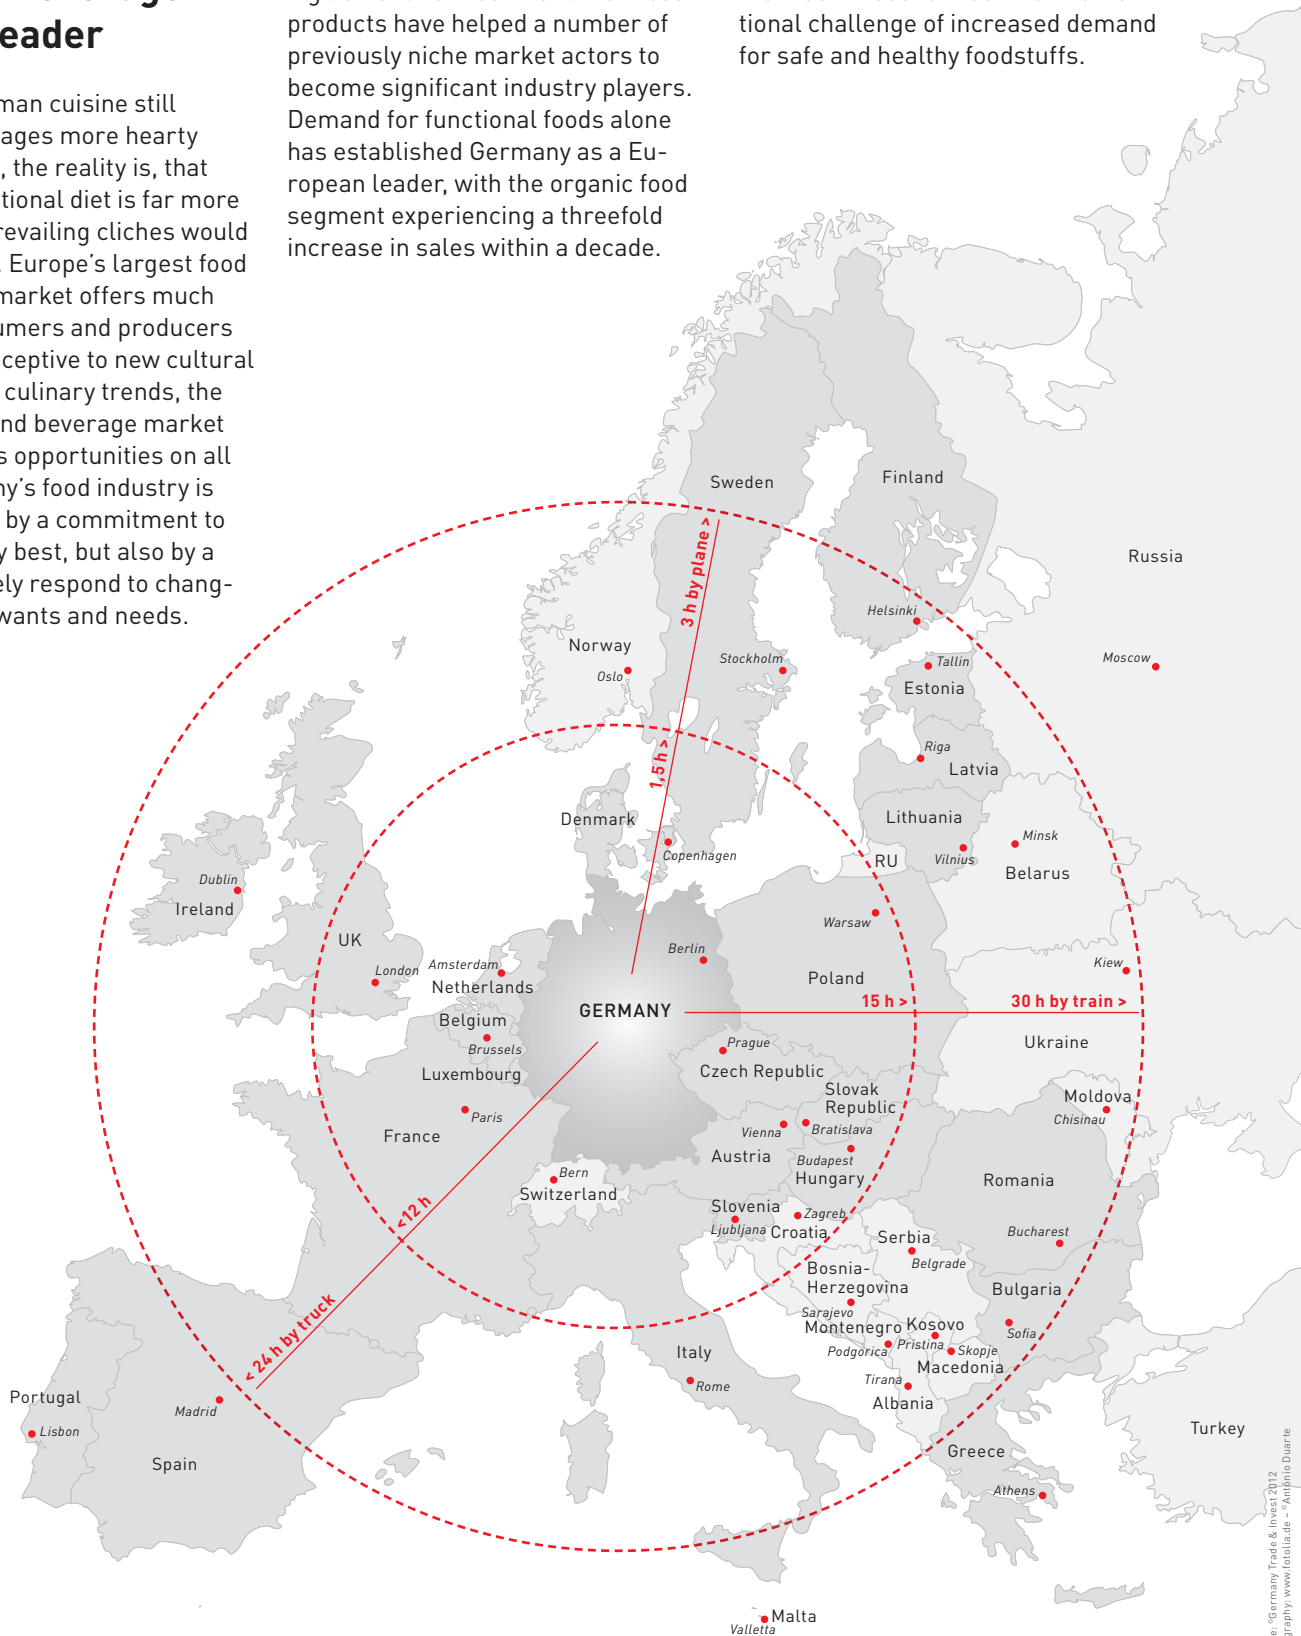 eader
man cuisine still
ages more hearty
, the reality is, that
tional diet is far more
revailing cliches would
. Europe’s largest food
market offers much
umers and producers
ceptive to new cultural
culinary trends, the
nd beverage market
s opportunities on all
ny’s food industry is
by a commitment to
y best, but also by a
ely respond to chang-
wants and needs.
products have helped a number of
previously niche market actors to
become significant industry players.
Demand for functional foods alone
has established Germany as a Eu-
ropean leader, with the organic food
segment experiencing a threefold
increase in sales within a decade.
tional challenge of increased demand
for safe and healthy foodstuffs.
Sweden
Finland
3 h by plane >
Russia
Helsinki
Norway
Oslo
Stockholm
Tallin
Estonia
Moscow
1,5 h >
Riga
Latvia
Denmark
Copenhagen
Lithuania
Vilnius
RU
Minsk
Belarus
Dublin
Ireland
UK
London
Amsterdam
Netherlands
Berlin
Warsaw
Poland
Kiew
GERMANY
15 h >
30 h by train >
Belgium
Brussels
Luxembourg
Prague
Czech Republic
Ukraine
Slovak
Republic
Bratislava
Moldova
Chisinau
Paris
France
Vienna
Austria
Budapest
Hungary
Bern
Switzerland
Romania
<12 h
Slovenia
Ljubljana
Zagreb
Croatia
Serbia
Belgrade
Bucharest
Bosnia-
Herzegovina
Sarajevo
Bulgaria
Sofia
< 24 h by truck
Montenegro
Podgorica
Kosovo
Pristina
Skopje
Macedonia
Italy
Rome
Tirana
Albania
Portugal
Lisbon
Madrid
Spain
Greece
Athens
Turkey
Malta
Valletta
e: ©Germany Trade & Invest 2012
graphy: www.fotolia.de – ©António Duarte